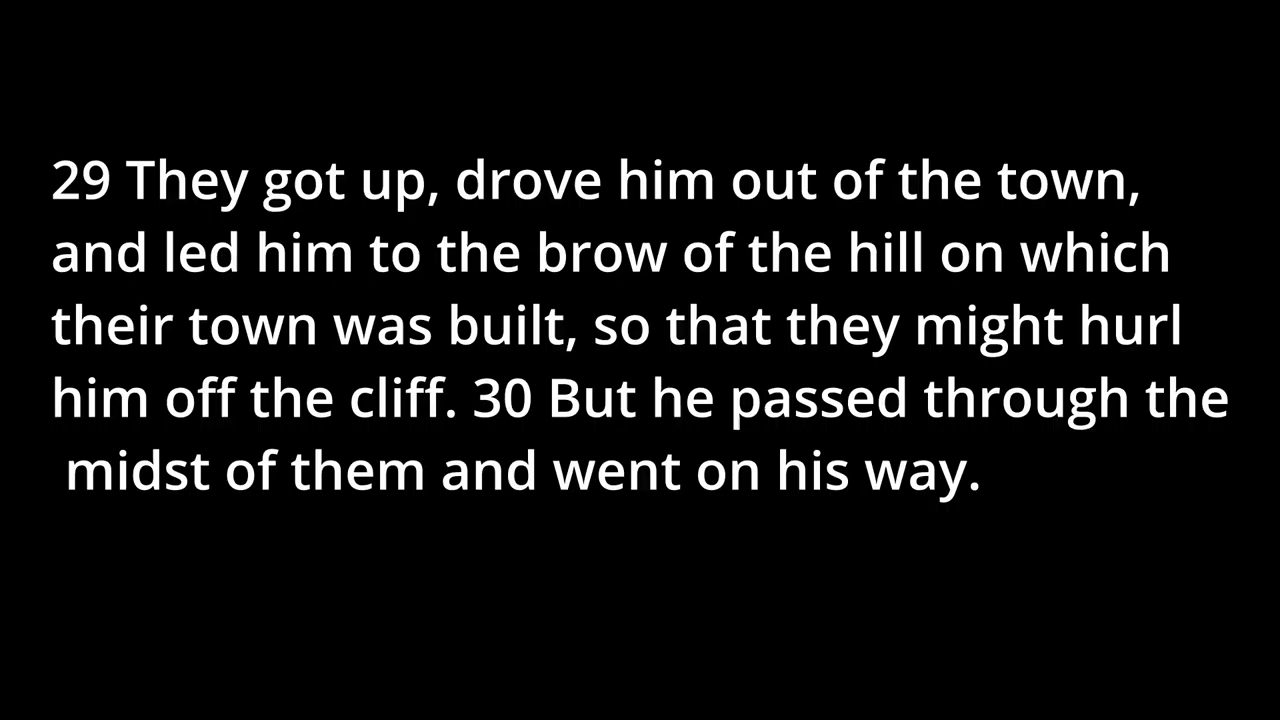 29 They got up, drove him out of the town,
and led him to the brow of the hill on which
their town was built, so that they might hurl
him off the cliff. 30 But he passed through the
midst of them and went on his way.